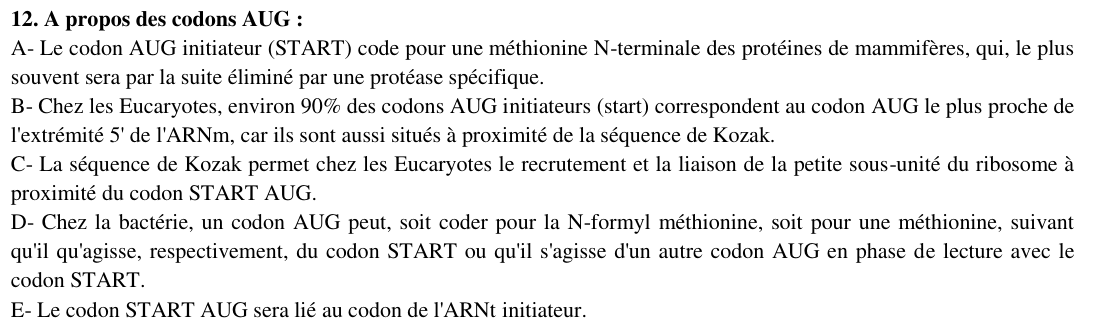 12. A propos des codons AUG :
A- Le codon AUG initiateur (START) code pour une méthionine N-terminale des protéines de mammifères, qui, le plus
souvent sera par la suite éliminé par une protéase spécifique.
B- Chez les Eucaryotes, environ 90% des codons AUG initiateurs (start) correspondent au codon AUG le plus proche de
l'extrémité 5' de l'ARNm, car ils sont aussi situés à proximité de la séquence de Kozak.
C- La séquence de Kozak permet chez les Eucaryotes le recrutement et la liaison de la petite sous-unité du ribosome à
proximité du codon START AUG.
D- Chez la bactérie, un codon AUG peut, soit coder pour la N-formyl méthionine, soit pour une méthionine, suivant
qu'il qu'agisse, respectivement, du codon START ou qu'il s'agisse d'un autre codon AUG en phase de lecture avec le
codon START.
E- Le codon START AUG sera lié au codon de l'ARNt initiateur.